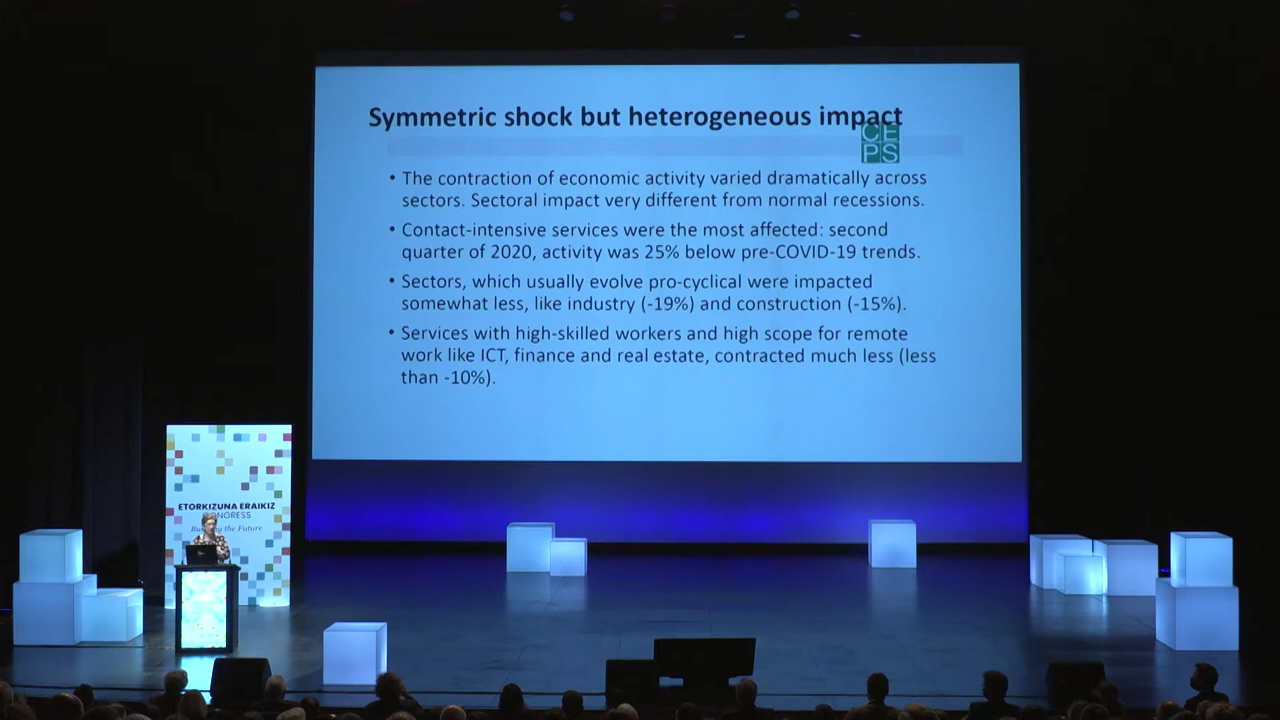 Symmetric shock but heterogeneous impact
CE
PS
• The contraction of economic activity varied dramatically across
sectors. Sectoral impact very different from normal recessions.
• Contact-intensive services were the most affected: second
quarter of 2020, activity was 25% below pre-COVID-19 trends.
• Sectors, which usually evolve pro-cyclical were impacted
somewhat less, like industry (-19%) and construction (-15%).
• Services with high-skilled workers and high scope for remote
work like ICT, finance and real estate, contracted much less (less
than -10%).
ETORKIZUNA ERAIKIZ
CONGRESS
the Future